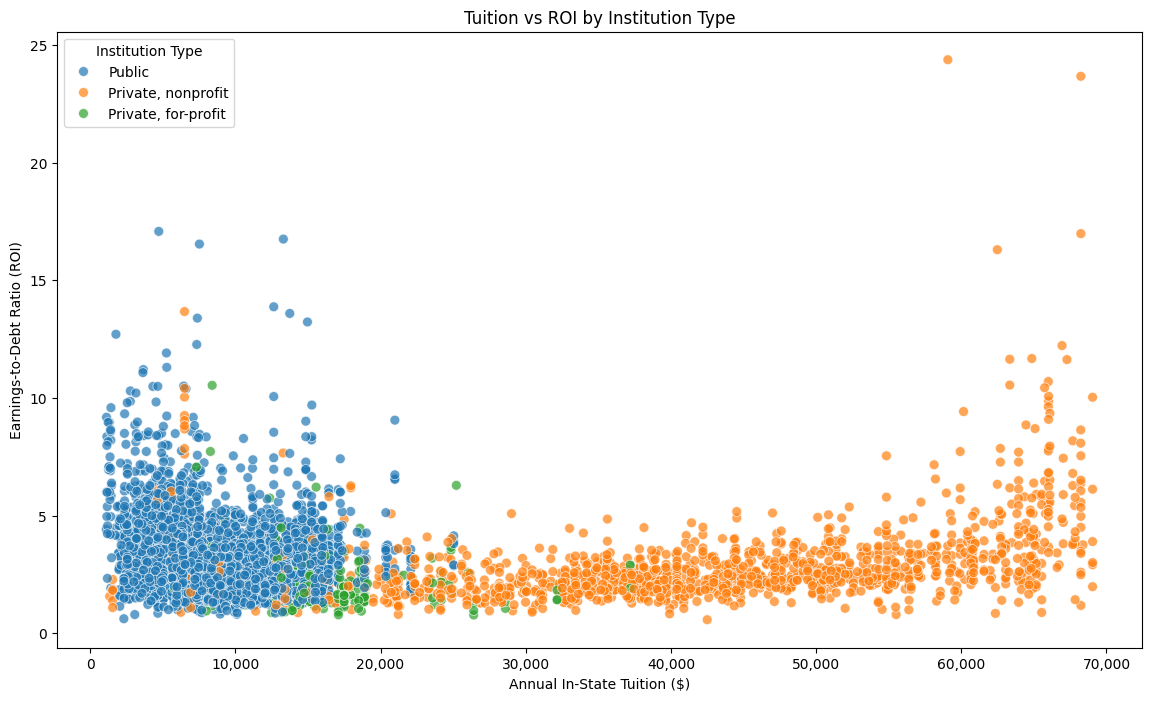 Tuition vs ROI by Institution Type
Institution Type
Public
Private, nonprofit
Private, for-profit
Earnings-to-Debt Ratio (ROI)
25
20
15
10
5
0
0
10,000
20,000
30,000
40,000
50,000
60,000
70,000
Annual In-State Tuition ($)